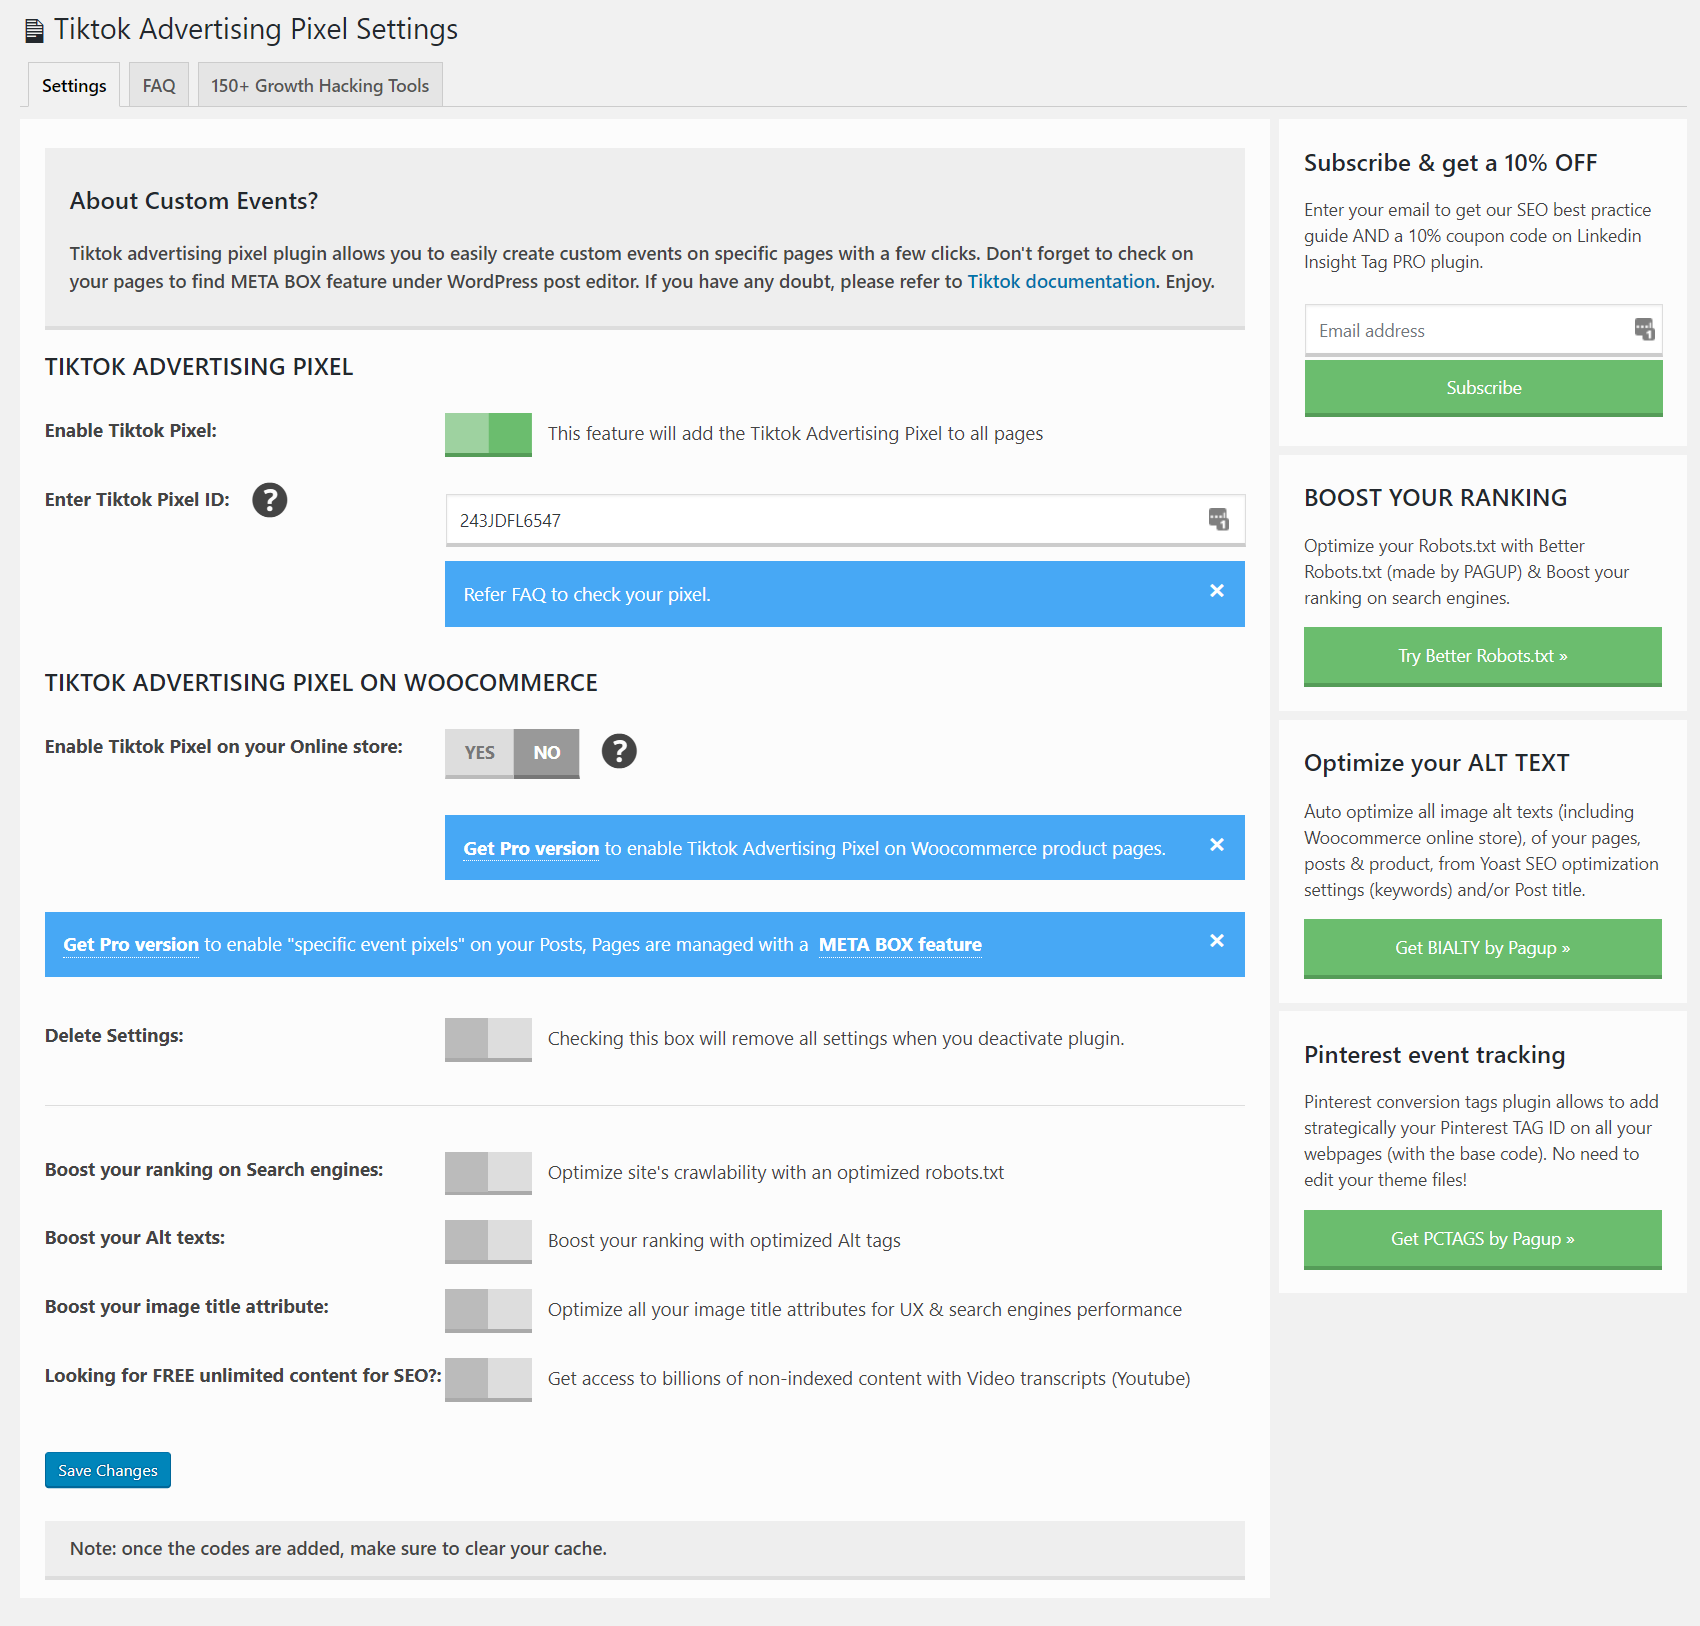 Tiktok Advertising Pixel Settings
Settings
FAQ
150+ Growth Hacking Tools
About Custom Events?
Tiktok advertising pixel plugin allows you to easily create custom events on specific pages with a few clicks. Don't forget to check on
your pages to find META BOX feature under WordPress post editor. If you have any doubt, please refer to Tiktok documentation. Enjoy.
TIKTOK ADVERTISING PIXEL
Enable Tiktok Pixel:
This feature will add the Tiktok Advertising Pixel to all pages
Enter Tiktok Pixel ID:
?
243JDFL6547
1
Refer FAQ to check your pixel.
×
TIKTOK ADVERTISING PIXEL ON WOOCOMMERCE
Enable Tiktok Pixel on your Online store:
YES
NO
?
Get Pro version to enable Tiktok Advertising Pixel on Woocommerce product pages.
×
Get Pro version to enable "specific event pixels" on your Posts, Pages are managed with a META BOX feature
×
Delete Settings:
Checking this box will remove all settings when you deactivate plugin.
Boost your ranking on Search engines:
Optimize site's crawlability with an optimized robots.txt
Boost your Alt texts:
Boost your ranking with optimized Alt tags
Boost your image title attribute:
Optimize all your image title attributes for UX & search engines performance
Looking for FREE unlimited content for SEO?:
Get access to billions of non-indexed content with Video transcripts (Youtube)
Save Changes
Note: once the codes are added, make sure to clear your cache.
Subscribe & get a 10% OFF
Enter your email to get our SEO best practice
guide AND a 10% coupon code on Linkedin
Insight Tag PRO plugin.
Email address
1
Subscribe
BOOST YOUR RANKING
Optimize your Robots.txt with Better
Robots.txt (made by PAGUP) & Boost your
ranking on search engines.
Try Better Robots.txt »
Optimize your ALT TEXT
Auto optimize all image alt texts (including
Woocommerce online store), of your pages,
posts & product, from Yoast SEO optimization
settings (keywords) and/or Post title.
Get BIALTY by Pagup »
Pinterest event tracking
Pinterest conversion tags plugin allows to add
strategically your Pinterest TAG ID on all your
webpages (with the base code). No need to
edit your theme files!
Get PCTAGS by Pagup »